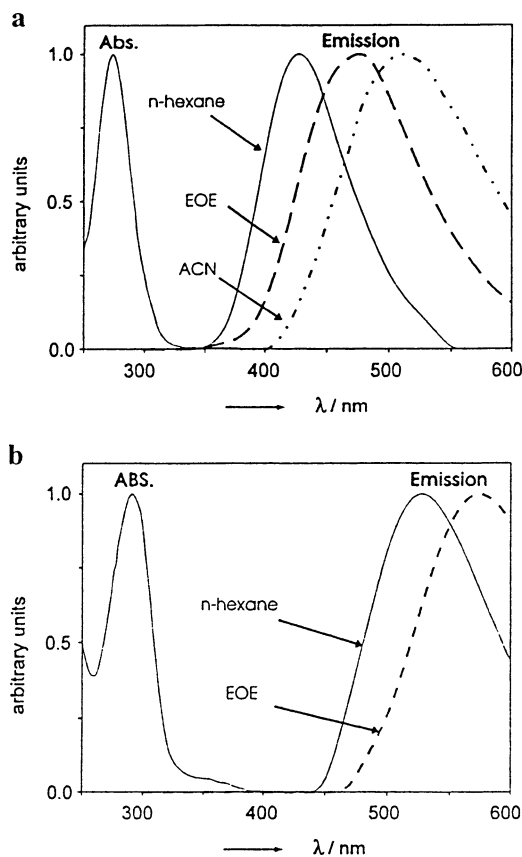 a
Abs. Emission
1.0
n-hexane
0.5
EOE
ACN
0.0
arbitrary units
300 400 500 600
λ / nm
b
ABS. Emission
1.0
n-hexane
0.5
EOE
0.0
arbitrary units
300 400 500 600
λ / nm